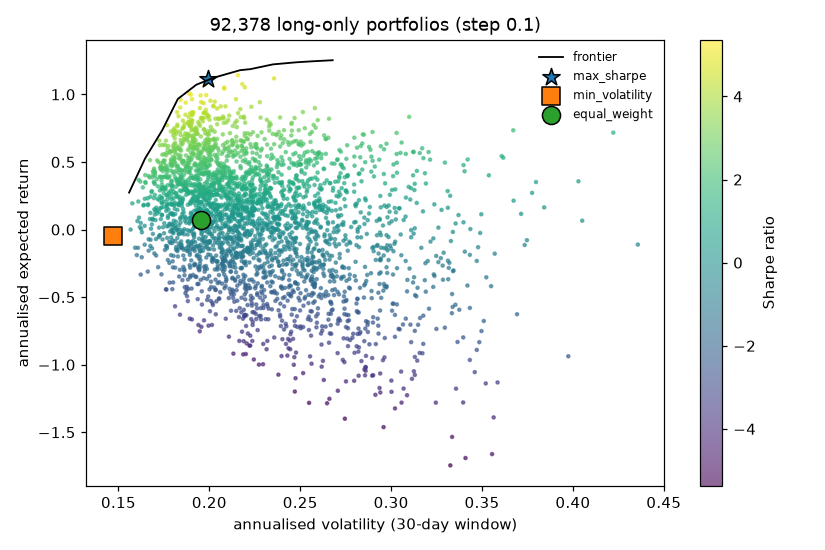 92,378 long-only portfolios (step 0.1)
frontier
max_sharpe
min_volatility
equal_weight
1.0
0.5
0.0
−0.5
−1.0
−1.5
annualised expected return
0.15
0.20
0.25
0.30
0.35
0.40
0.45
annualised volatility (30-day window)
4
2
0
−2
−4
Sharpe ratio